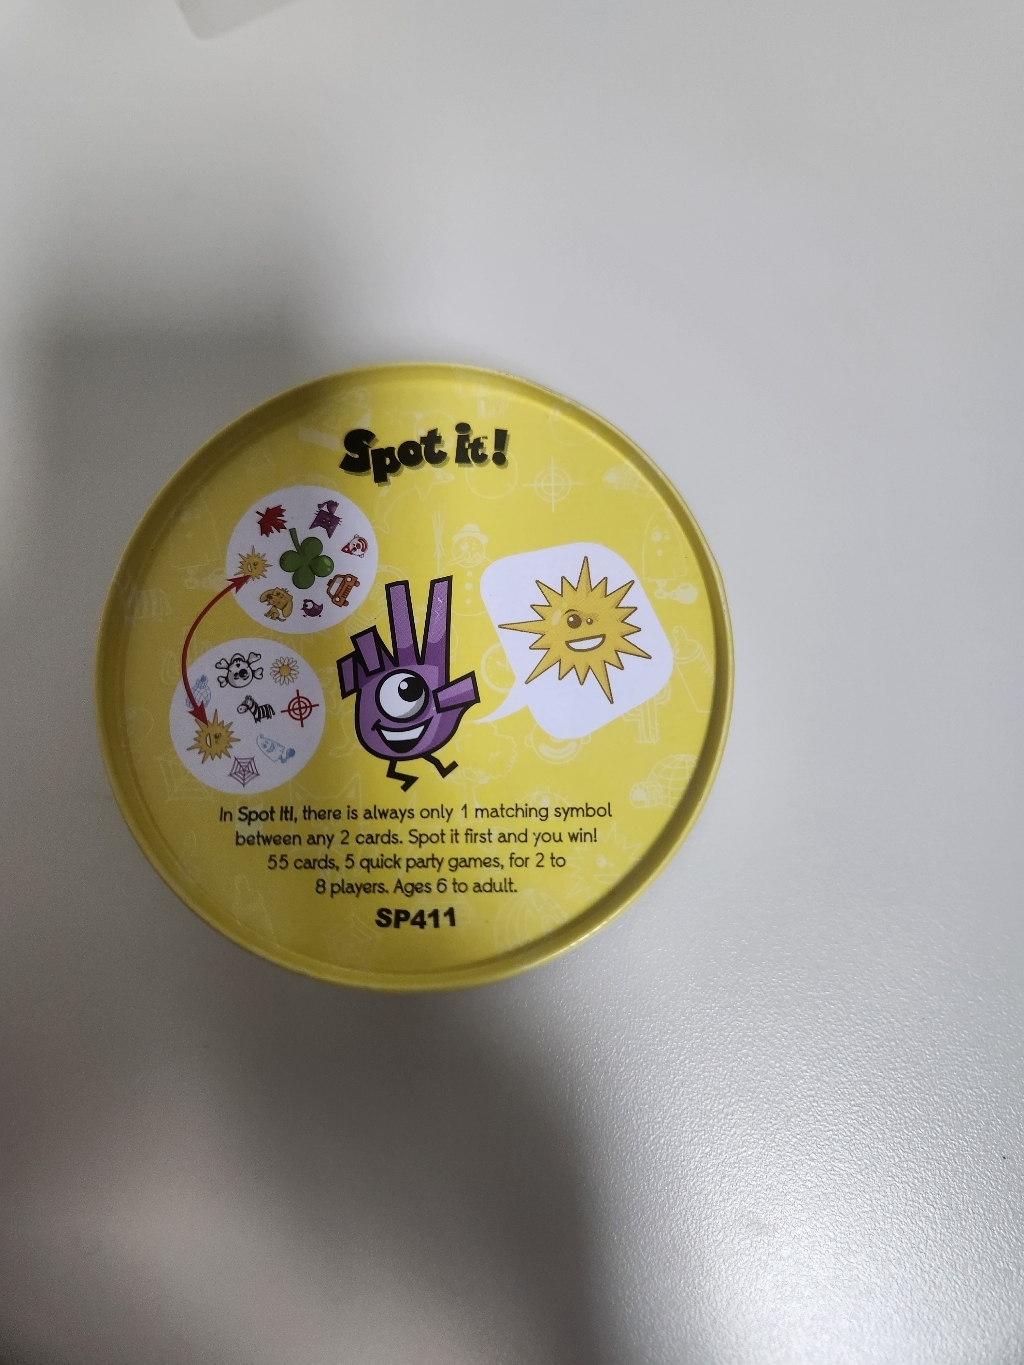 Spot it!
In Spot It!, there is always only 1 matching symbol
between any 2 cards. Spot it first and you win!
55 cards, 5 quick party games, for 2 to
8 players. Ages 6 to adult.
SP411